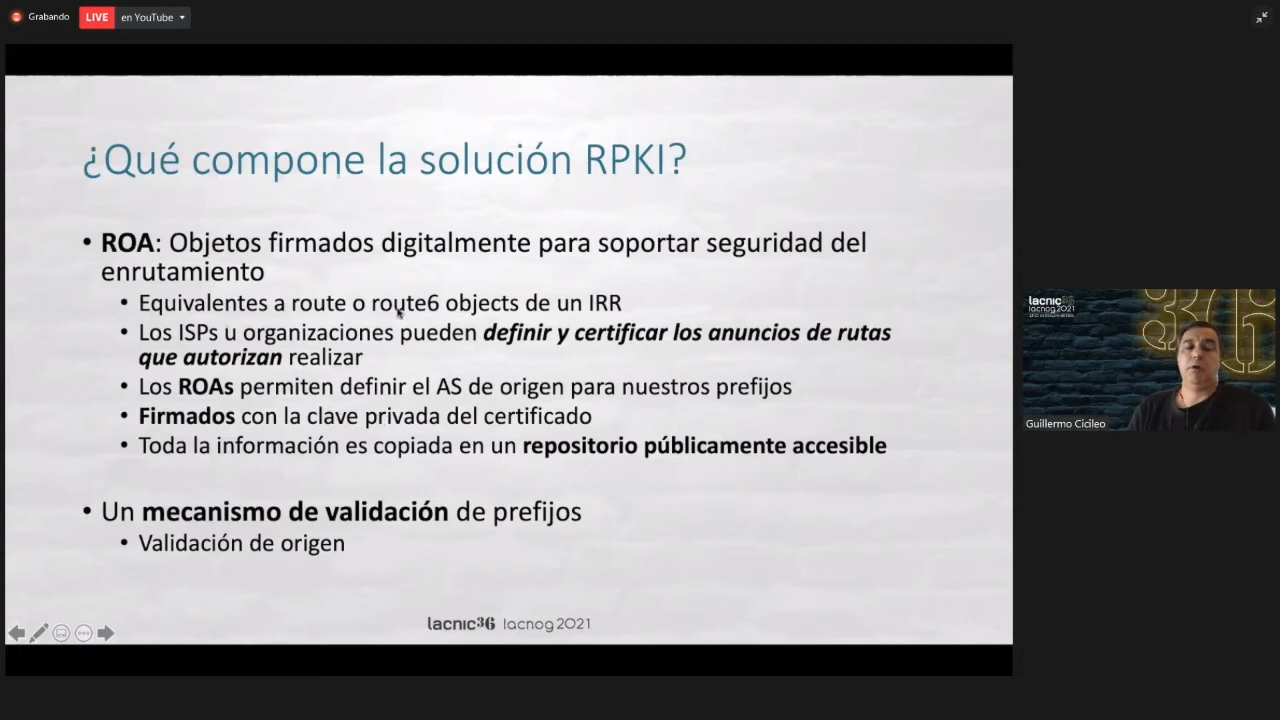 Grabando
LIVE en YouTube
¿Qué compone la solución RPKI?
• ROA: Objetos firmados digitalmente para soportar seguridad del
enrutamiento
• Equivalentes a route o route6 objects de un IRR
• Los ISPs u organizaciones pueden definir y certificar los anuncios de rutas
que autorizan realizar
• Los ROAs permiten definir el AS de origen para nuestros prefijos
• Firmados con la clave privada del certificado
• Toda la información es copiada en un repositorio públicamente accesible
• Un mecanismo de validación de prefijos
• Validación de origen
lacnic36 lacnog2021
lacnic36
lacnog2021
Guillermo Cicileo